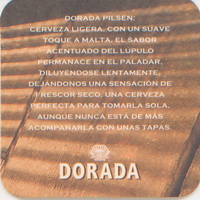 DORADA PILSEN:
CERVEZA LIGERA, CON UN SUAVE
TOQUE A MALTA. EL SABOR
ACENTUADO DEL LÚPULO
PERMANACE EN EL PALADAR,
DILUYÉNDOSE LENTAMENTE,
DEJÁNDONOS UNA SENSACIÓN DE
FRESCOR SECO, UNA CERVEZA
PERFECTA PARA TOMARLA SOLA,
AUNQUE NUNCA ESTÁ DE MÁS
ACOMPAÑARLA CON UNAS TAPAS.
DORADA